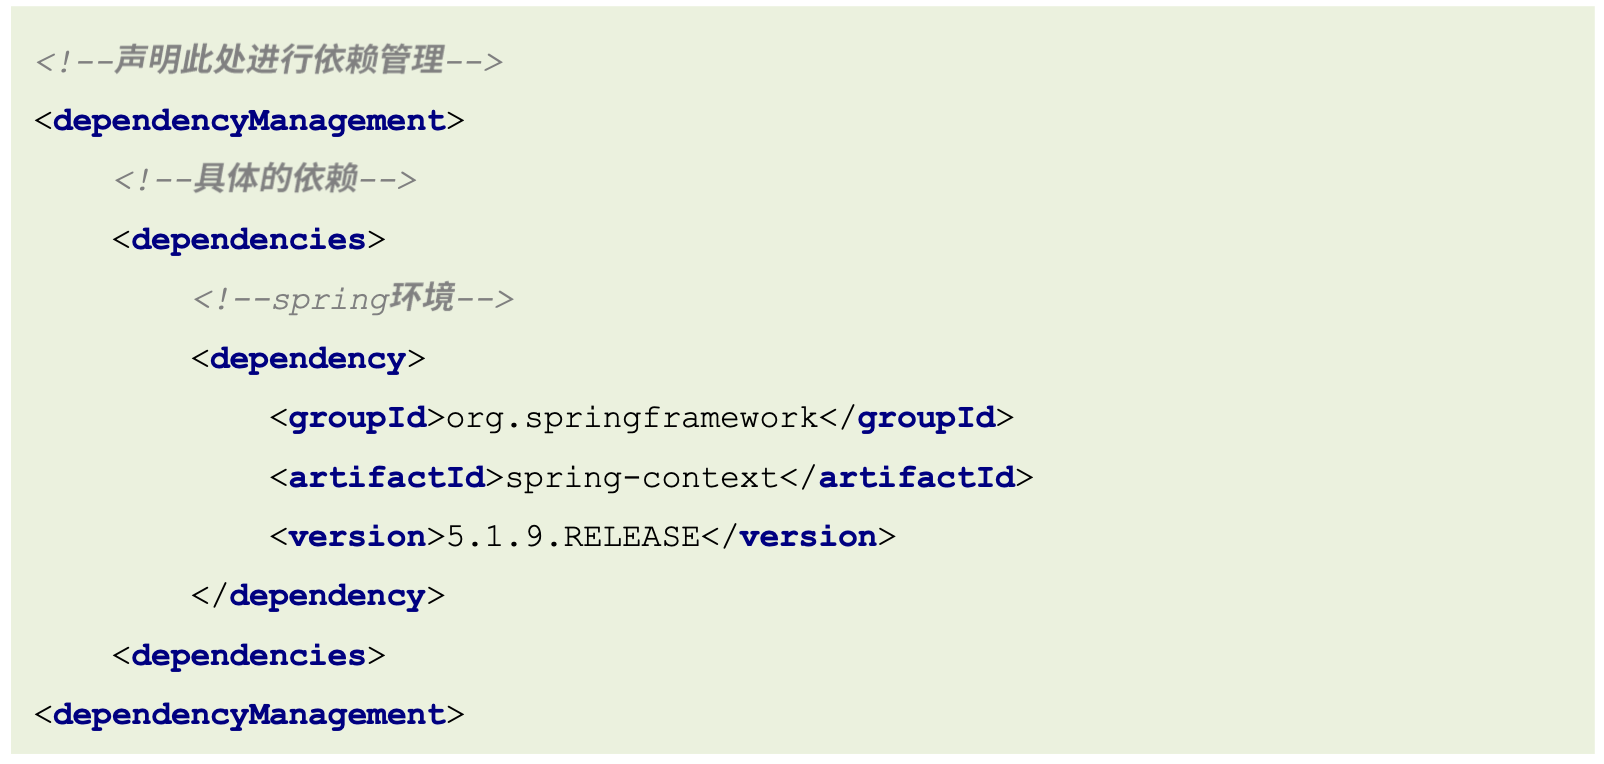 <!--声明此处进行依赖管理-->
<dependencyManagement>
<!--具体的依赖-->
<dependencies>
<!--spring环境-->
<dependency>
<groupId>org.springframework</groupId>
<artifactId>spring-context</artifactId>
<version>5.1.9.RELEASE</version>
</dependency>
<dependencies>
<dependencyManagement>